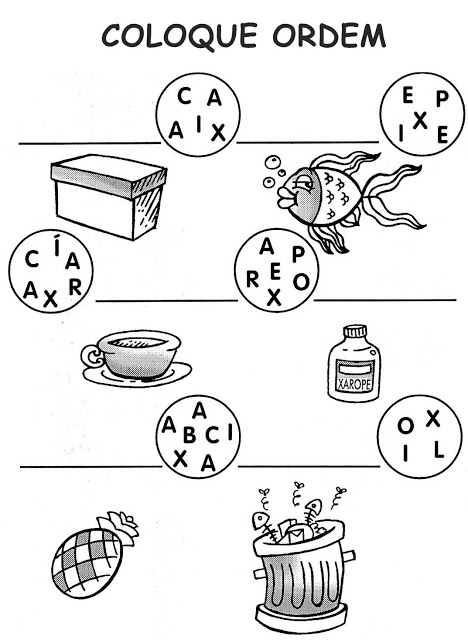 COLOQUE ORDEM
C A
A I X
E P
I X E
C Í A
A X R
A P
R E O
X
XAROPE
A
A B C I
X A
O X
I L